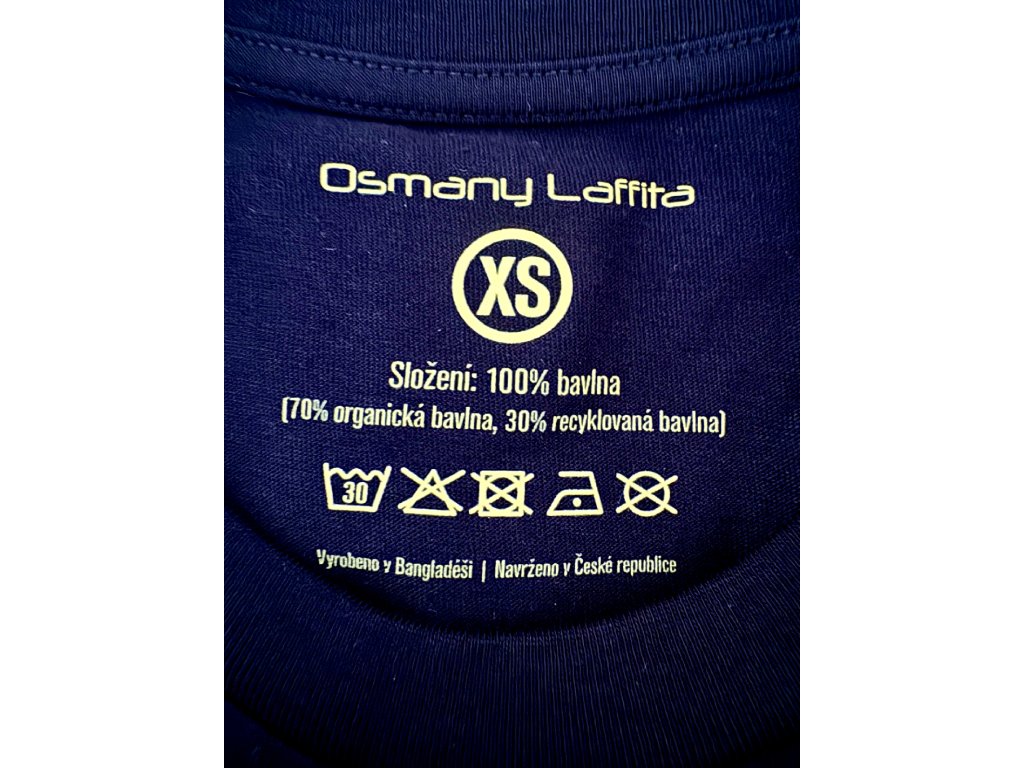 Osmany Laffita
XS
Složení: 100% bavlna
(70% organická bavlna, 30% recyklovaná bavlna)
30
Vyrobeno v Bangladéši | Navrženo v České republice